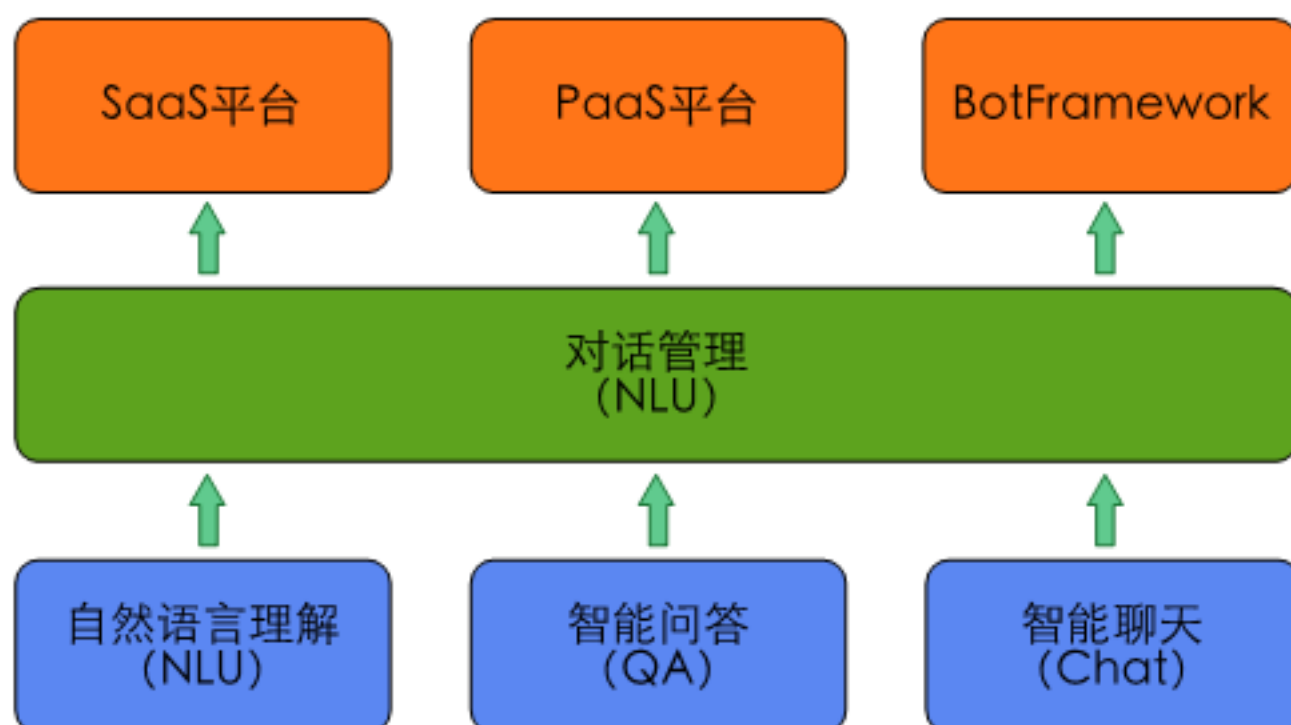 SaaS平台
PaaS平台
BotFramework
对话管理
(NLU)
自然语言理解
(NLU)
智能问答
(QA)
智能聊天
(Chat)